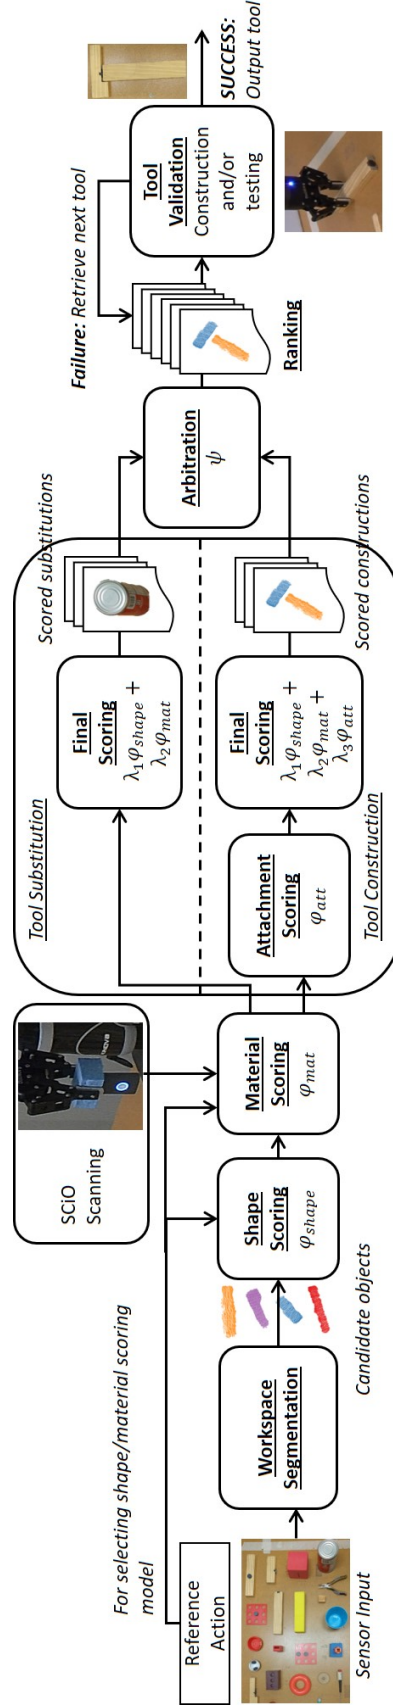 For selecting shape/material scoring
model
Reference
Action
Sensor Input
Workspace
Segmentation
Candidate objects
Shape
Scoring
φshape
SCiO
Scanning
Material
Scoring
φmat
Tool Substitution
Final
Scoring
λ1φshape +
λ2φmat
Scored substitutions
Attachment
Scoring
φatt
Final
Scoring
λ1φshape +
λ2φmat +
λ3φatt
Tool Construction
Scored constructions
Arbitration
ψ
Ranking
Failure: Retrieve next tool
Tool
Validation
Construction
and/or
testing
SUCCESS:
Output tool